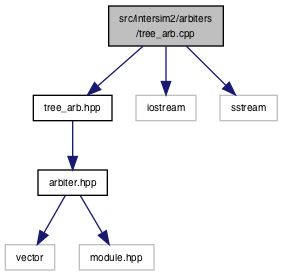 src/intersim2/arbiters
/tree_arb.cpp
tree_arb.hpp
iostream
sstream
arbiter.hpp
vector
module.hpp